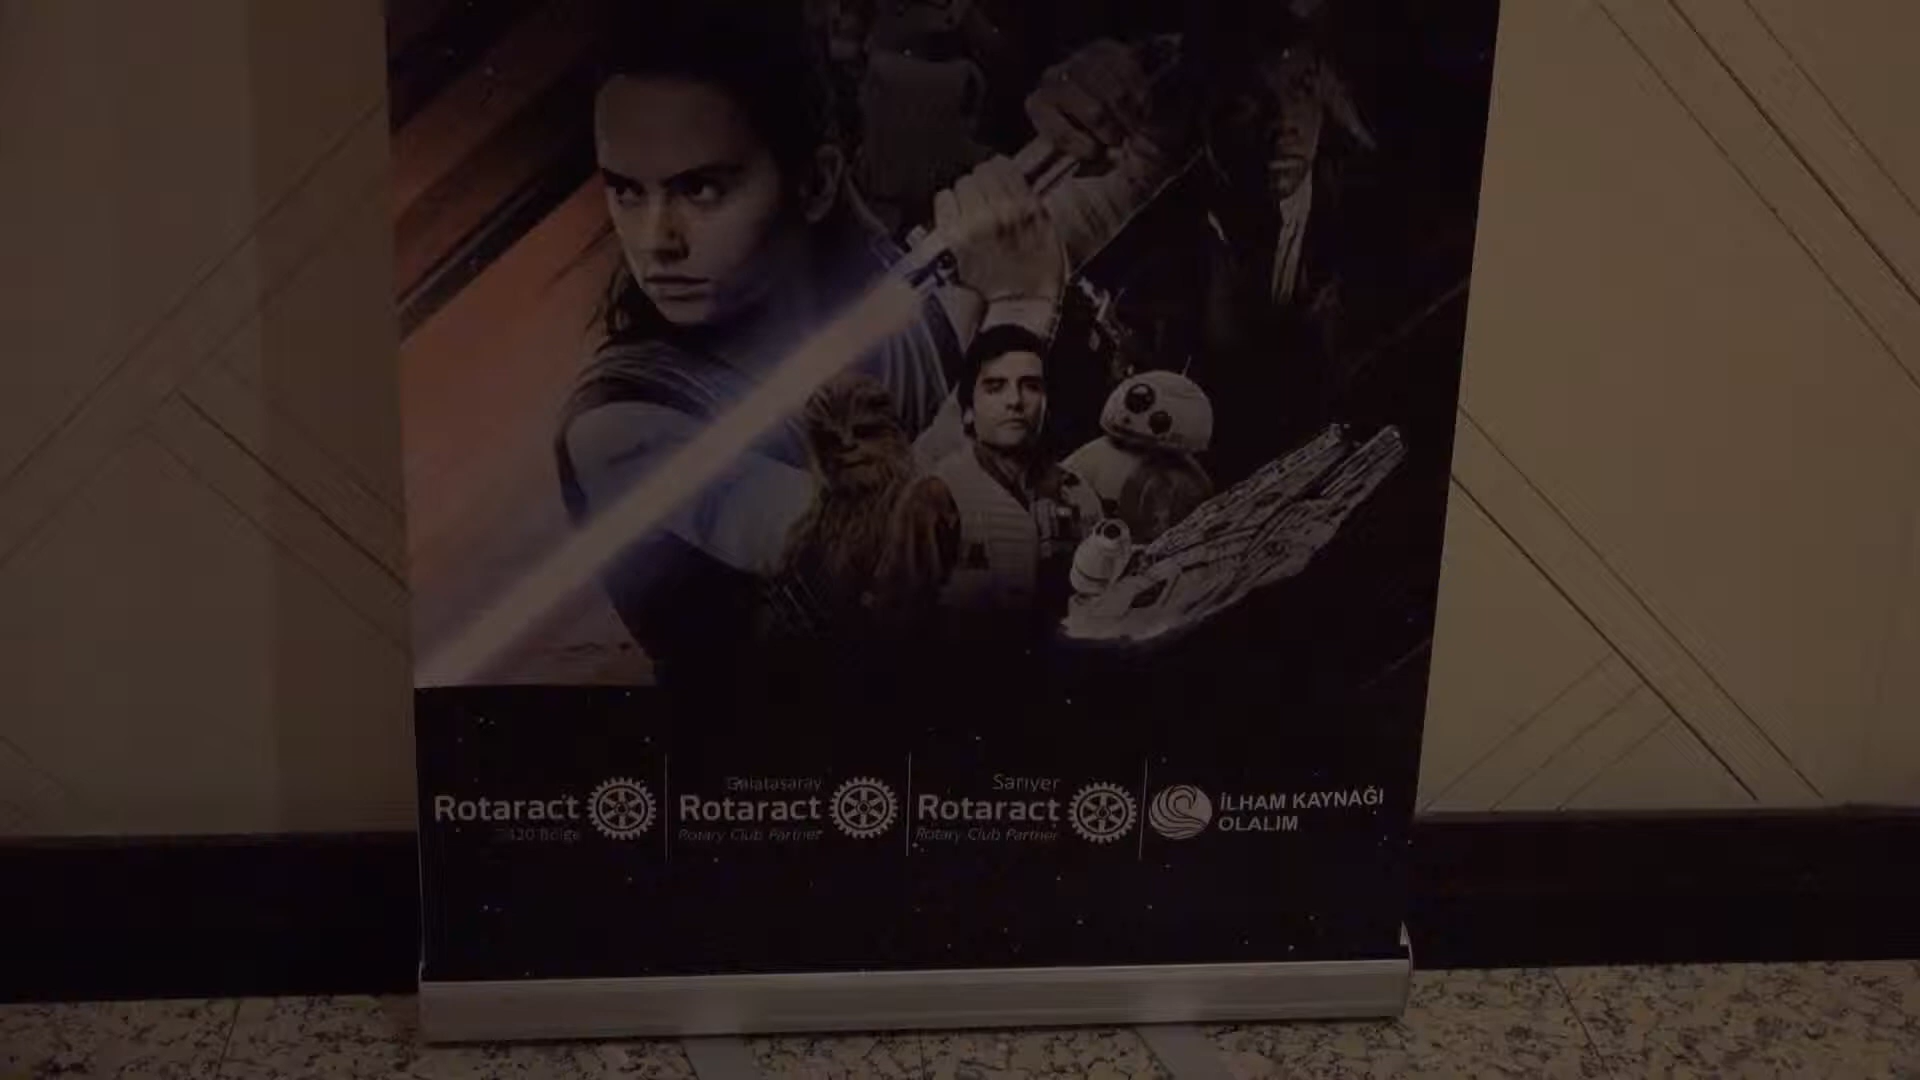 Rotaract
2420 Bölge
Galatasaray
Rotaract
Rotary Club Partner
Sarıyer
Rotaract
Rotary Club Partner
İLHAM KAYNAĞI
OLALIM